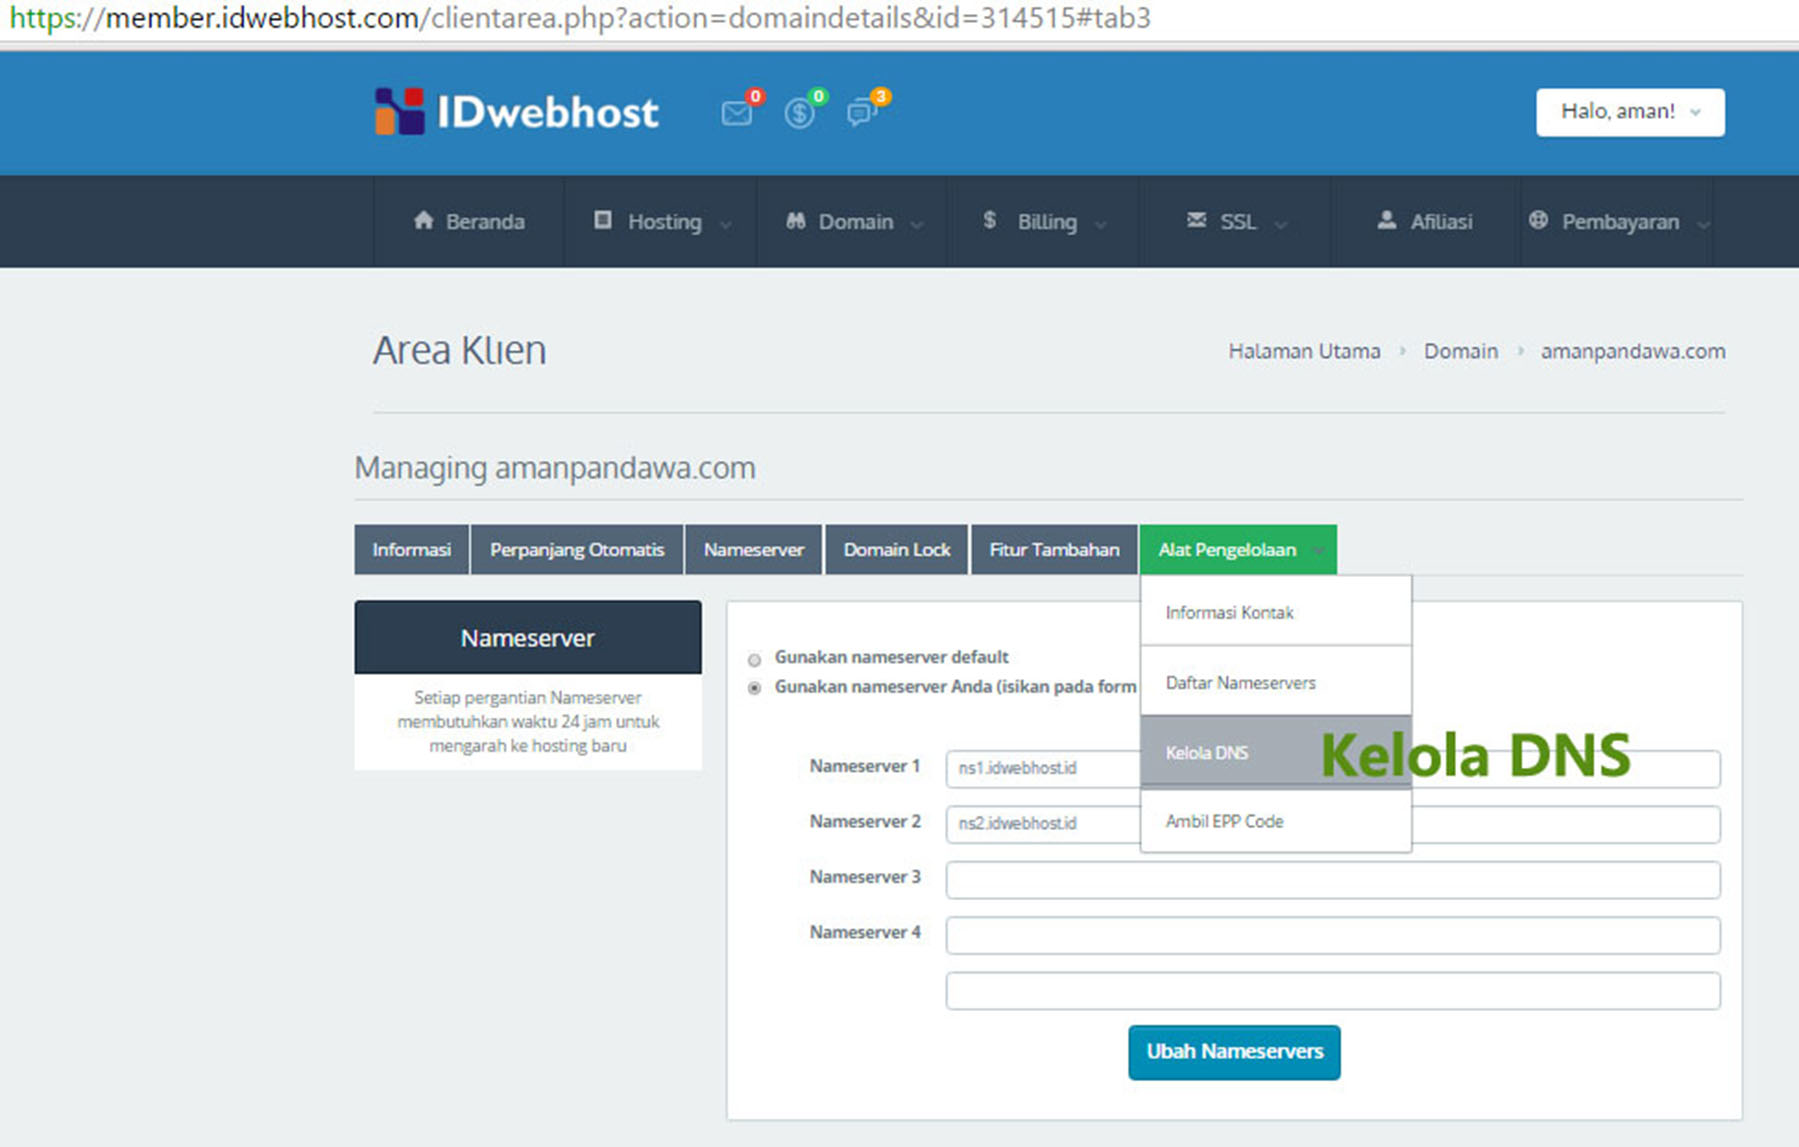 https://member.idwebhost.com/clientarea.php?action=domaindetails&id=314515#tab3
IDwebhost
0
0
3
Halo, aman!
Beranda
Hosting
Domain
Billing
SSL
Afiliasi
Pembayaran
Area Klien
Halaman Utama › Domain › amanpandawa.com
Managing amanpandawa.com
Informasi
Perpanjang Otomatis
Nameserver
Domain Lock
Fitur Tambahan
Alat Pengelolaan
Informasi Kontak
Daftar Nameservers
Kelola DNS
Kelola DNS
Ambil EPP Code
Nameserver
Setiap pergantian Nameserver
membutuhkan waktu 24 jam untuk
mengarah ke hosting baru
Gunakan nameserver default
Gunakan nameserver Anda (isikan pada form
Nameserver 1
ns1.idwebhost.id
Nameserver 2
ns2.idwebhost.id
Nameserver 3
Nameserver 4
Ubah Nameservers